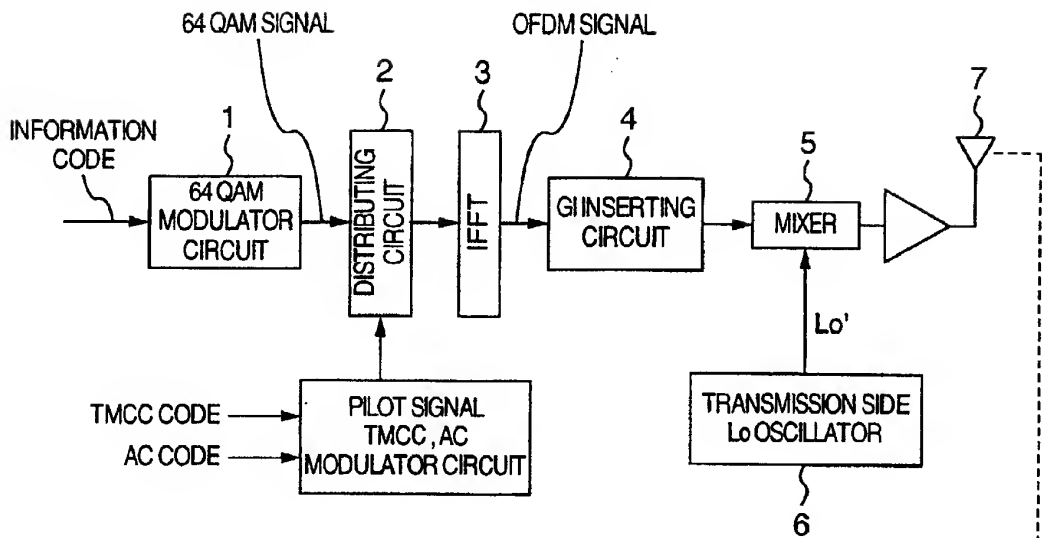 64 QAM SIGNAL
OFDM SIGNAL
INFORMATION
CODE
1
64 QAM
MODULATOR
CIRCUIT
2
DISTRIBUTING
CIRCUIT
3
IFFT
4
GI INSERTING
CIRCUIT
5
MIXER
7
Lo'
TMCC CODE
AC CODE
PILOT SIGNAL
TMCC, AC
MODULATOR CIRCUIT
TRANSMISSION SIDE
Lo OSCILLATOR
6